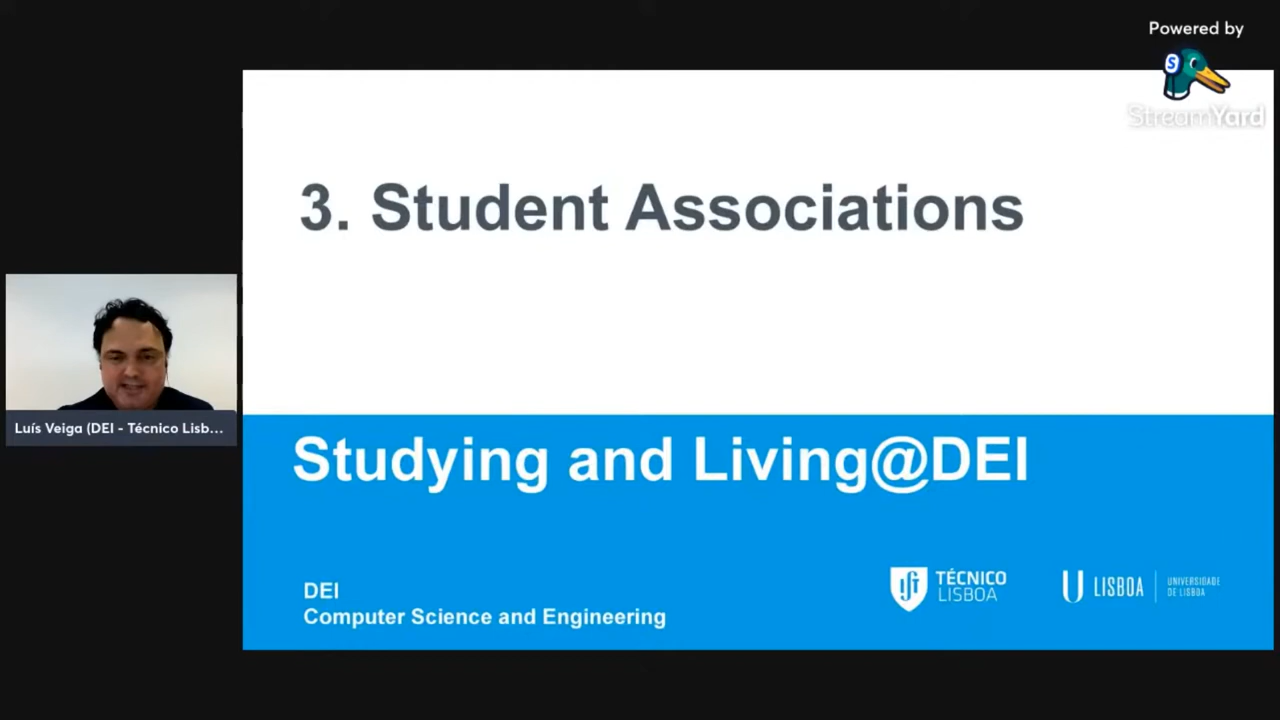 Powered by
S
StreamYard
3. Student Associations
Luís Veiga (DEI - Técnico Lisb...
Studying and Living@DEI
DEI
Computer Science and Engineering
TÉCNICO
LISBOA
U LISBOA
UNIVERSIDADE
DE LISBOA